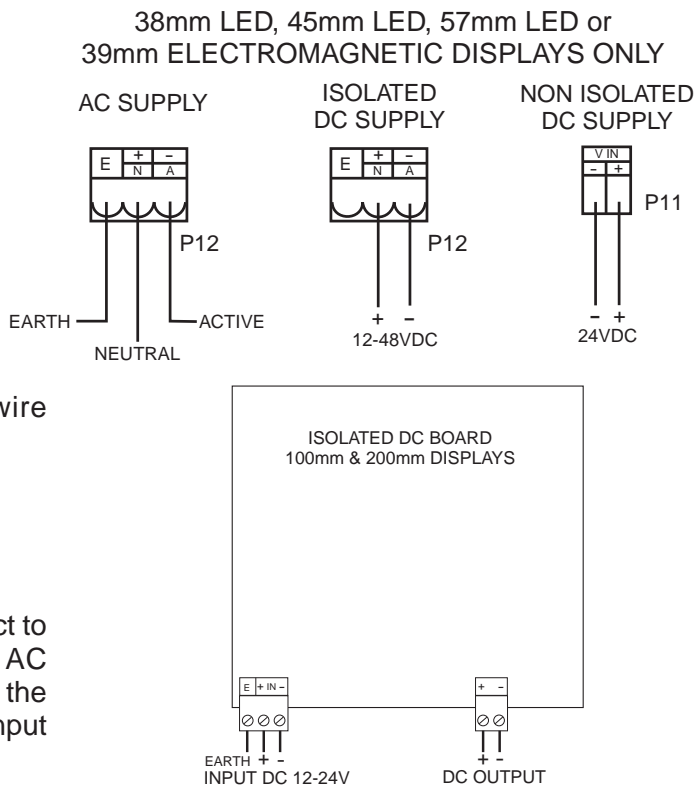 38mm LED, 45mm LED, 57mm LED or
39mm ELECTROMAGNETIC DISPLAYS ONLY
AC SUPPLY
E + -
N A
P12
EARTH
ACTIVE
NEUTRAL
ISOLATED
DC SUPPLY
E + -
N A
P12
+ -
12-48VDC
NON ISOLATED
DC SUPPLY
V IN
- +
P11
- +
24VDC
ISOLATED DC BOARD
100mm & 200mm DISPLAYS
E + IN -
EARTH + -
INPUT DC 12-24V
+ -
+ -
DC OUTPUT
wire
to
AC
the